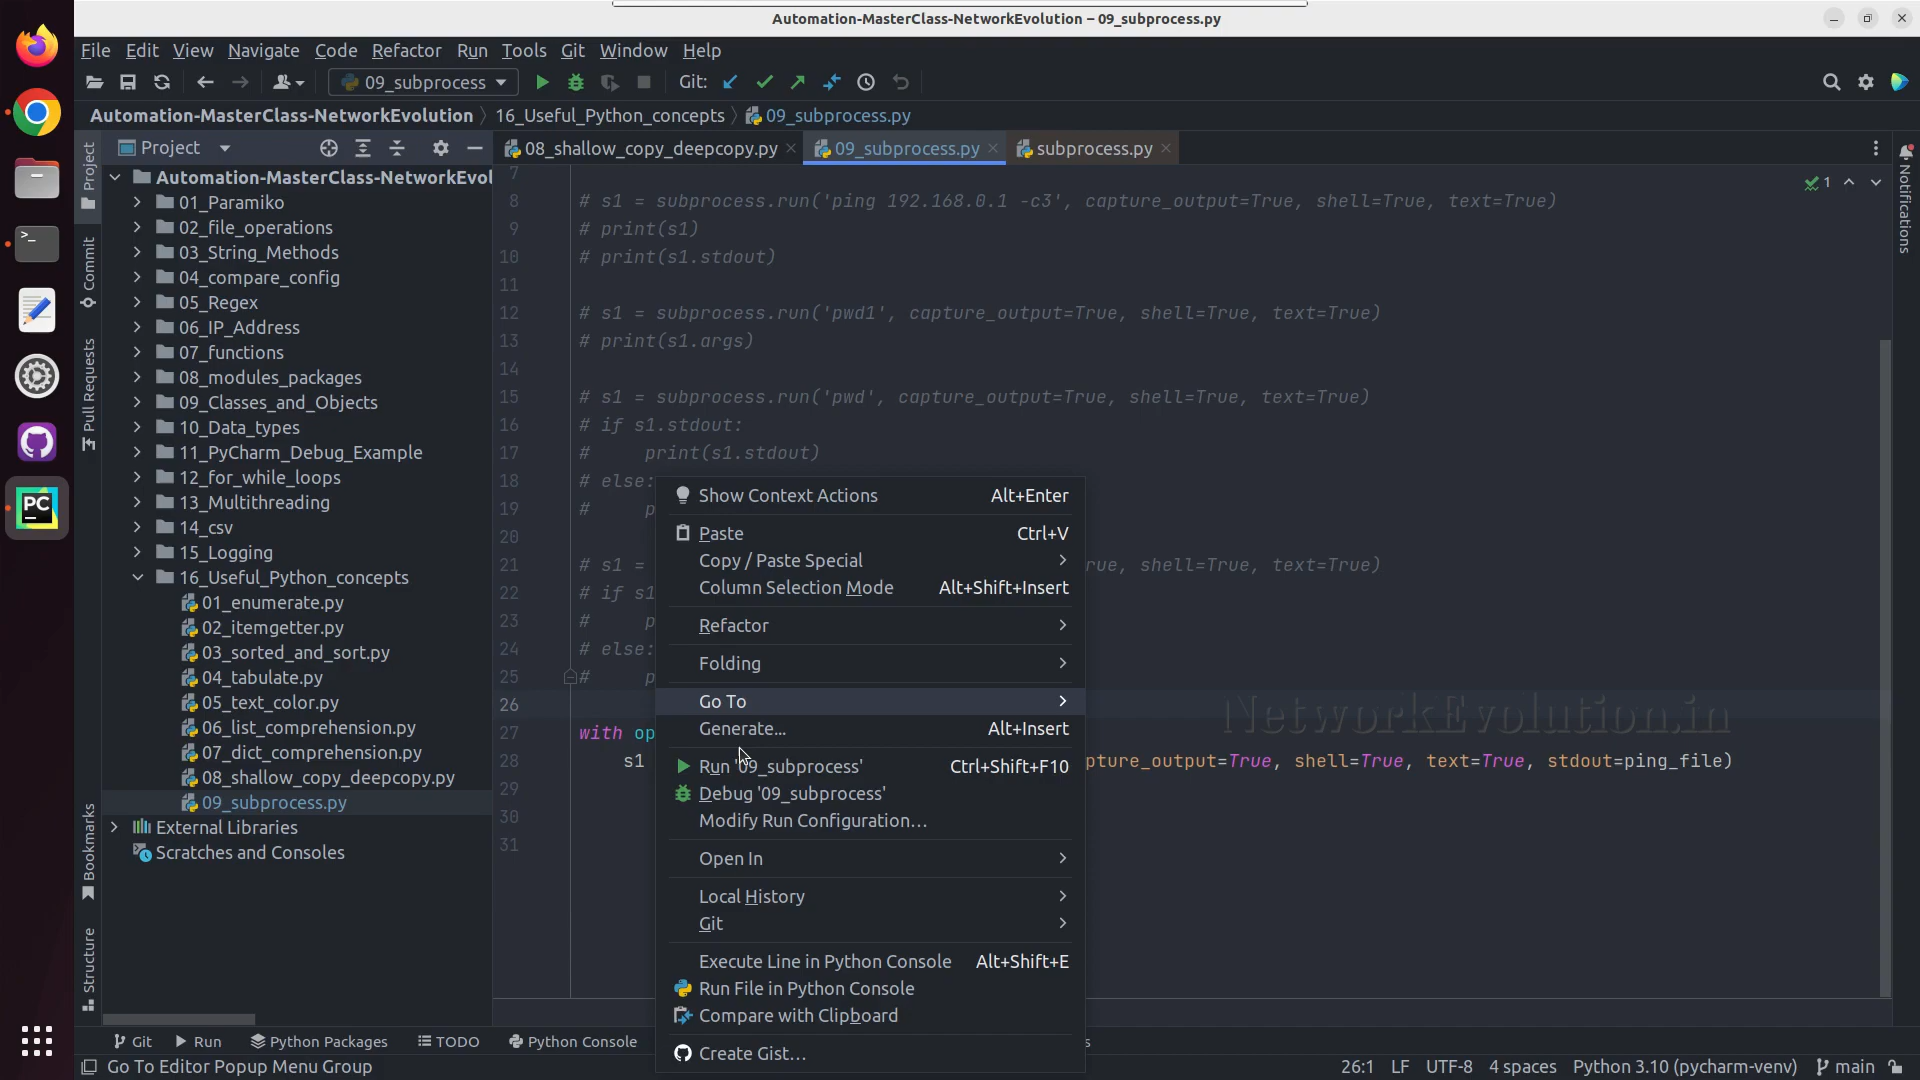 Automation-MasterClass-NetworkEvolution – 09_subprocess.py
File Edit View Navigate Code Refactor Run Tools Git Window Help
09_subprocess Git:
Automation-MasterClass-NetworkEvolution 16_Useful_Python_concepts 09_subprocess.py
Project 08_shallow_copy_deepcopy.py 09_subprocess.py subprocess.py
Project
Commit
Pull Requests
Bookmarks
Structure
Notifications
Automation-MasterClass-NetworkEvol
01_Paramiko
02_file_operations
03_String_Methods
04_compare_config
05_Regex
06_IP_Address
07_functions
08_modules_packages
09_Classes_and_Objects
10_Data_types
11_PyCharm_Debug_Example
12_for_while_loops
13_Multithreading
14_csv
15_Logging
16_Useful_Python_concepts
01_enumerate.py
02_itemgetter.py
03_sorted_and_sort.py
04_tabulate.py
05_text_color.py
06_list_comprehension.py
07_dict_comprehension.py
08_shallow_copy_deepcopy.py
09_subprocess.py
External Libraries
Scratches and Consoles
7
8 # s1 = subprocess.run('ping 192.168.0.1 -c3', capture_output=True, shell=True, text=True)
9 # print(s1)
10 # print(s1.stdout)
11
12 # s1 = subprocess.run('pwd1', capture_output=True, shell=True, text=True)
13 # print(s1.args)
14
15 # s1 = subprocess.run('pwd', capture_output=True, shell=True, text=True)
16 # if s1.stdout:
17 #     print(s1.stdout)
18 # else:
19 #     p
20
21 # s1 = rue, shell=True, text=True)
22 # if s1
23 #     p
24 # else:
25 #     p
26
27 with op
28 s1 pture_output=True, shell=True, text=True, stdout=ping_file)
29
30
31
1
NetworkEvolution.in
Show Context Actions Alt+Enter
Paste Ctrl+V
Copy / Paste Special
Column Selection Mode Alt+Shift+Insert
Refactor
Folding
Go To
Generate... Alt+Insert
Run '09_subprocess' Ctrl+Shift+F10
Debug '09_subprocess'
Modify Run Configuration...
Open In
Local History
Git
Execute Line in Python Console Alt+Shift+E
Run File in Python Console
Compare with Clipboard
Create Gist...
Git Run Python Packages TODO Python Console s
Go To Editor Popup Menu Group 26:1 LF UTF-8 4 spaces Python 3.10 (pycharm-venv) main